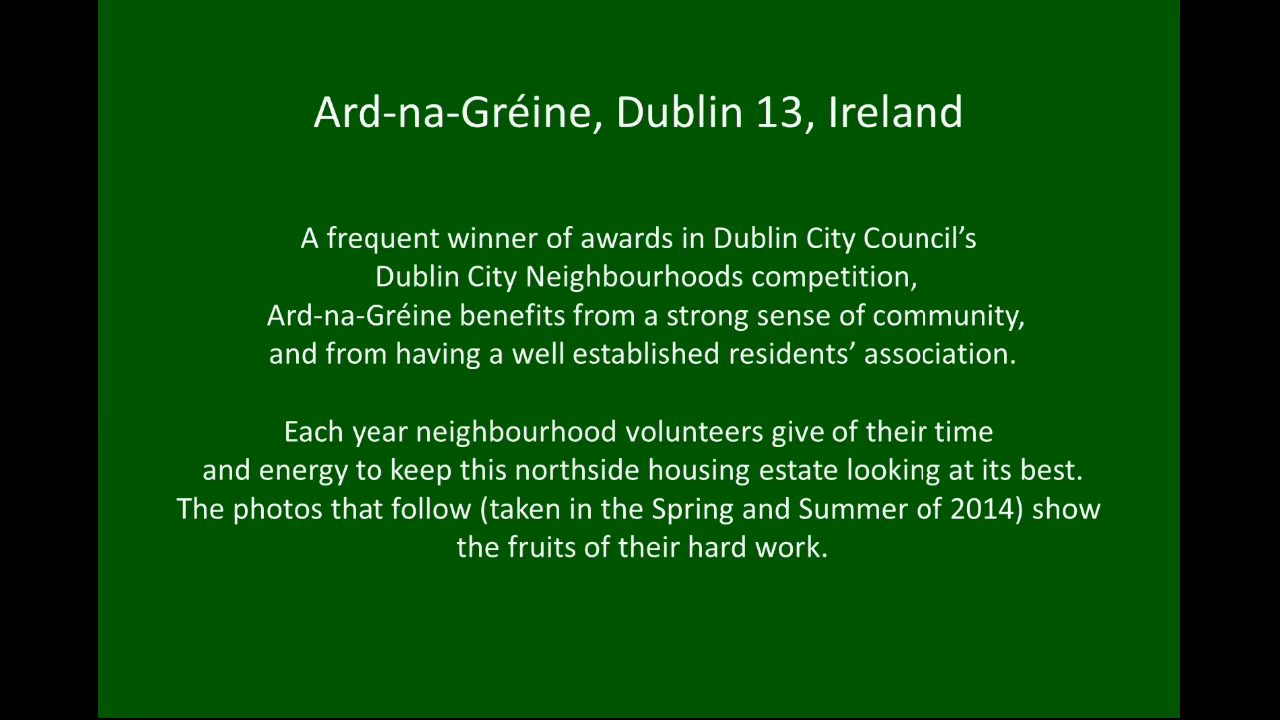 Ard-na-Gréine, Dublin 13, Ireland
A frequent winner of awards in Dublin City Council’s
Dublin City Neighbourhoods competition,
Ard-na-Gréine benefits from a strong sense of community,
and from having a well established residents’ association.
Each year neighbourhood volunteers give of their time
and energy to keep this northside housing estate looking at its best.
The photos that follow (taken in the Spring and Summer of 2014) show
the fruits of their hard work.